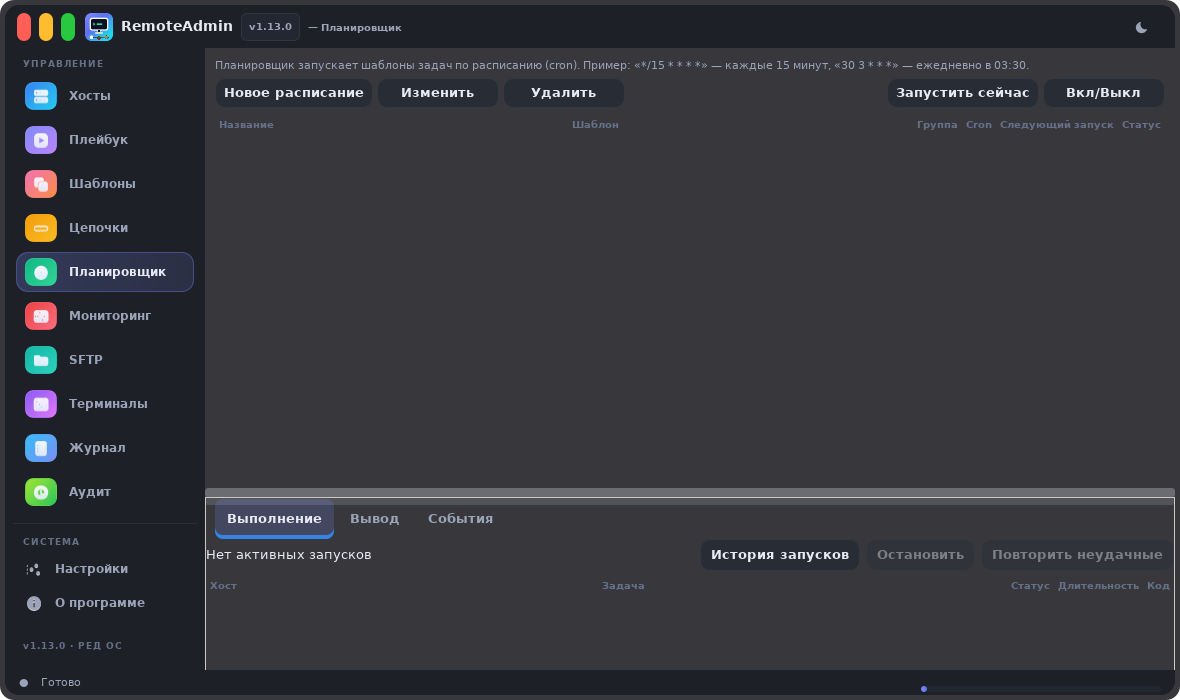 RemoteAdmin v1.13.0 — Планировщик
УПРАВЛЕНИЕ
Хосты
Плейбук
Шаблоны
Цепочки
Планировщик
Мониторинг
SFTP
Терминалы
Журнал
Аудит
СИСТЕМА
Настройки
О программе
v1.13.0 · РЕД ОС
Планировщик запускает шаблоны задач по расписанию (cron). Пример: «*/15 * * * *» — каждые 15 минут, «30 3 * * *» — ежедневно в 03:30.
Новое расписание Изменить Удалить Запустить сейчас Вкл/Выкл
Название Шаблон Группа Cron Следующий запуск Статус
Выполнение Вывод События
Нет активных запусков История запусков Остановить Повторить неудачные
Хост Задача Статус Длительность Код
Готово